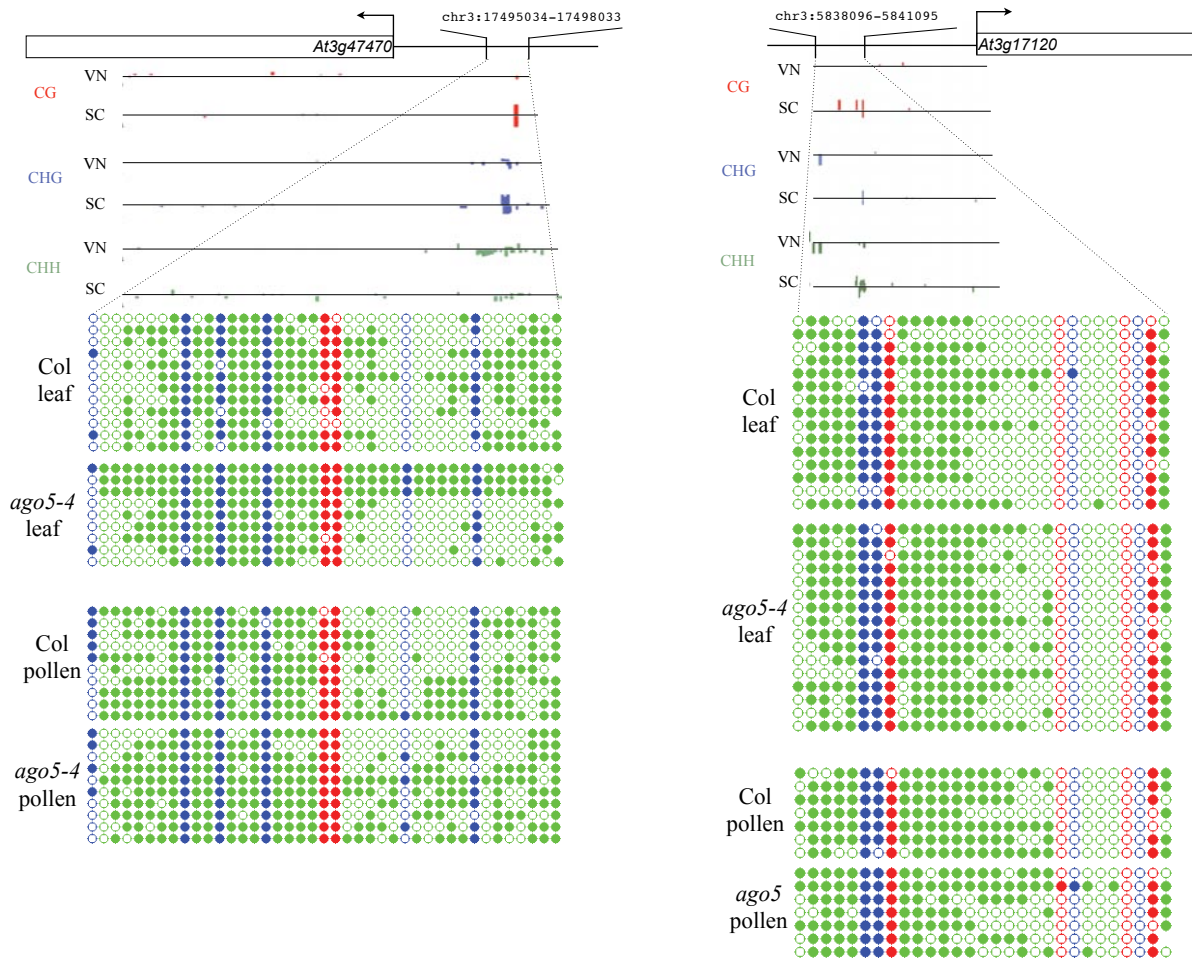 chr3:17495034-17498033
At3g47470
CG
VN
SC
CHG
VN
SC
CHH
VN
SC
Col
leaf
ago5-4
leaf
Col
pollen
ago5-4
pollen
chr3:5838096-5841095
At3g17120
CG
VN
SC
CHG
VN
SC
CHH
VN
SC
Col
leaf
ago5-4
leaf
Col
pollen
ago5
pollen